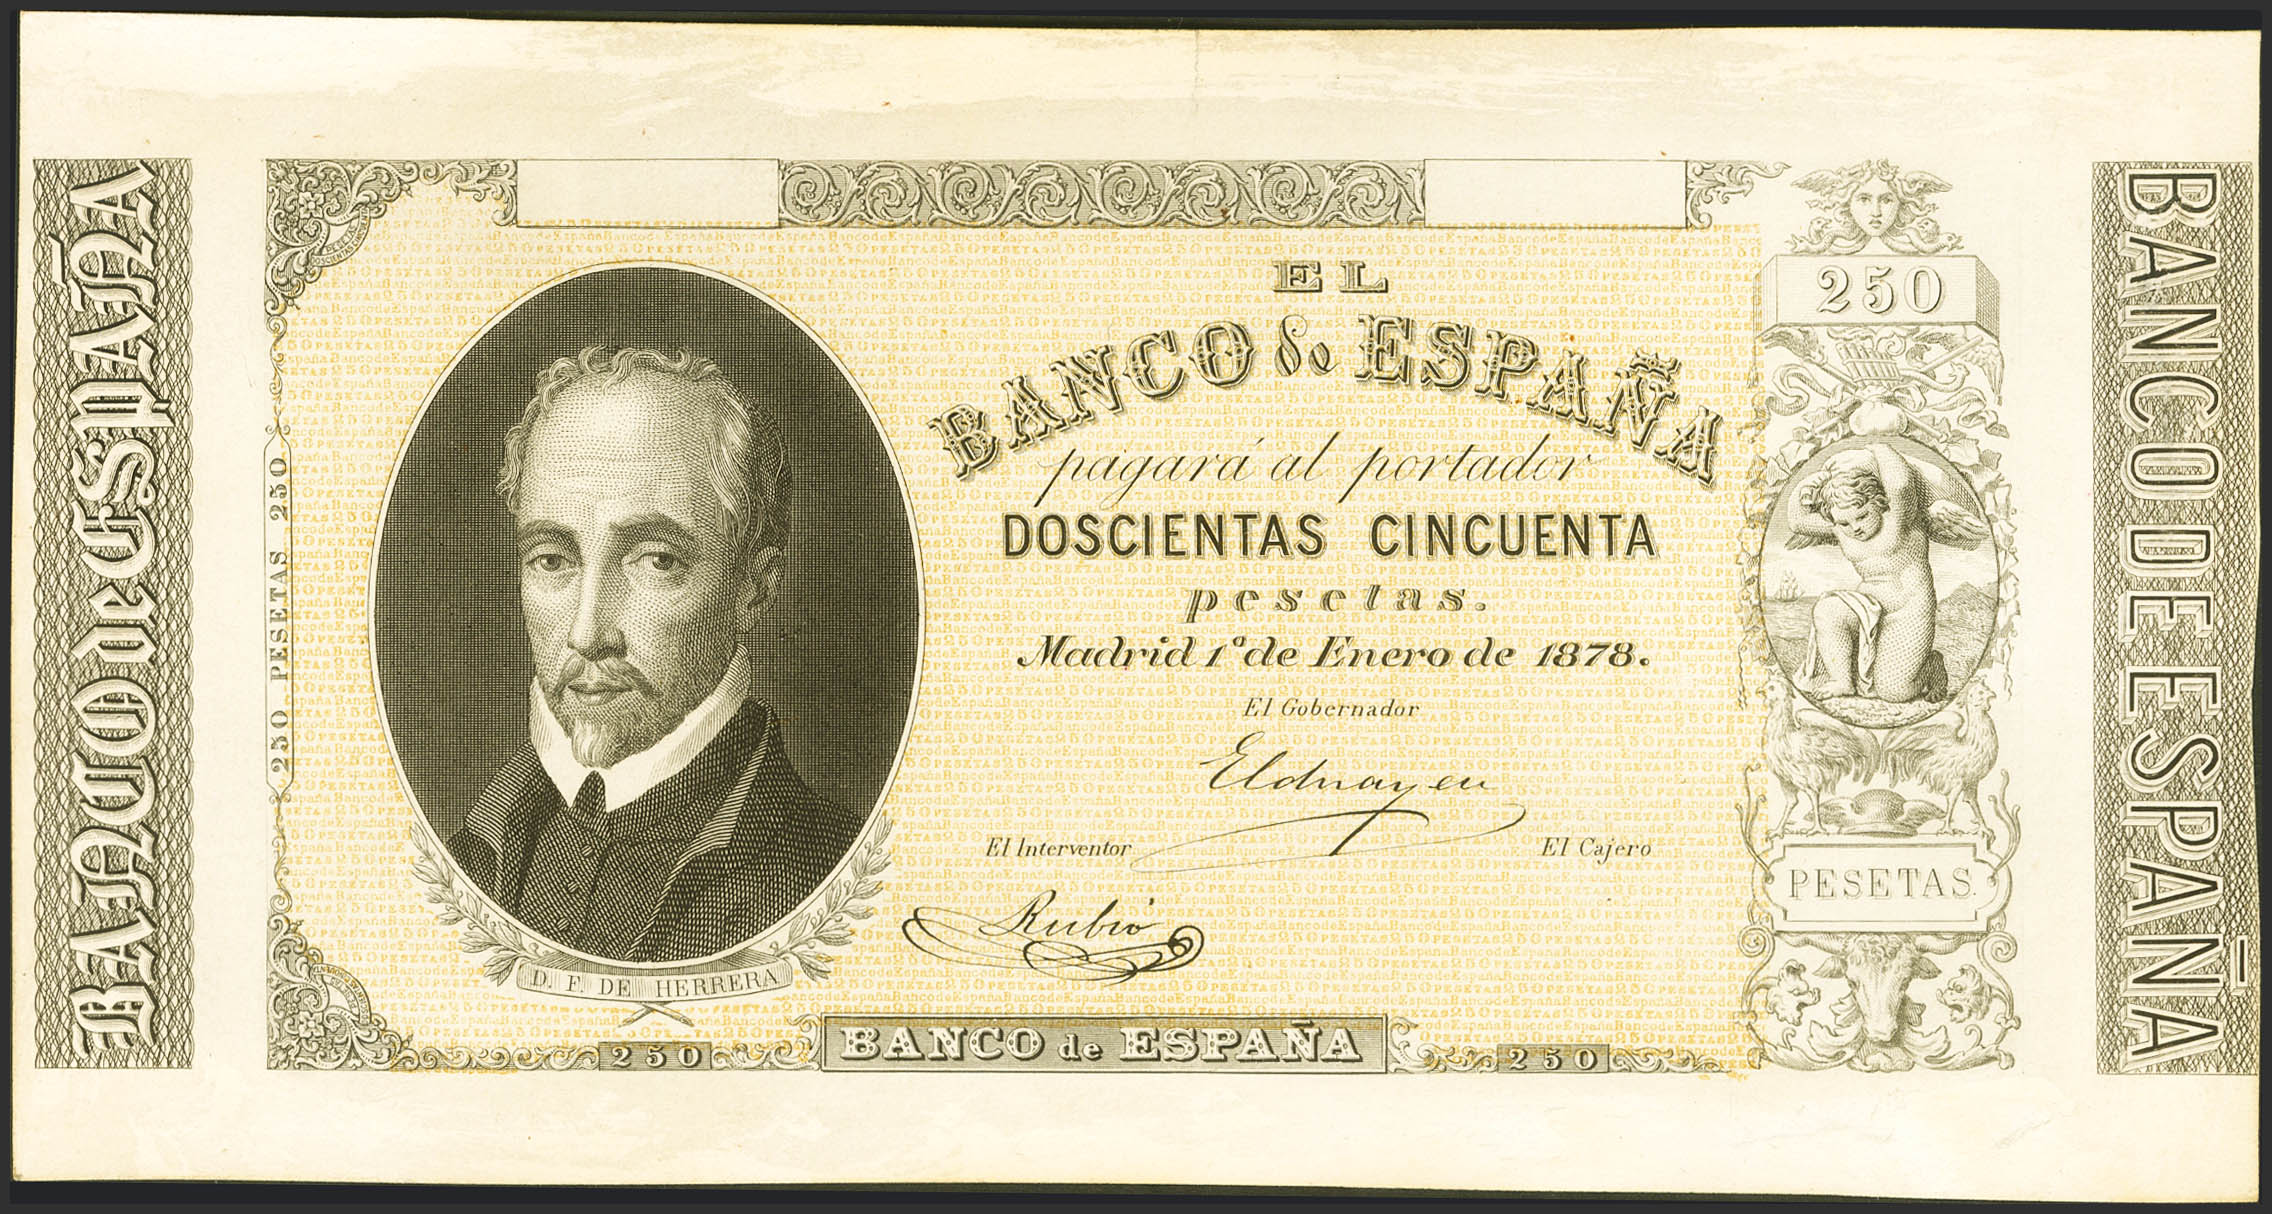 BANCO de ESPAÑA
EL
BANCO de ESPAÑA
pagará al portador
DOSCIENTAS CINCUENTA
pesetas.
Madrid 1º de Enero de 1878.
El Gobernador
Elduayen
El Interventor
El Cajero
Rubio
250 PESETAS 250
D. F. DE HERRERA
250
BANCO de ESPAÑA
250
250
PESETAS.
BANCO DE ESPAÑA